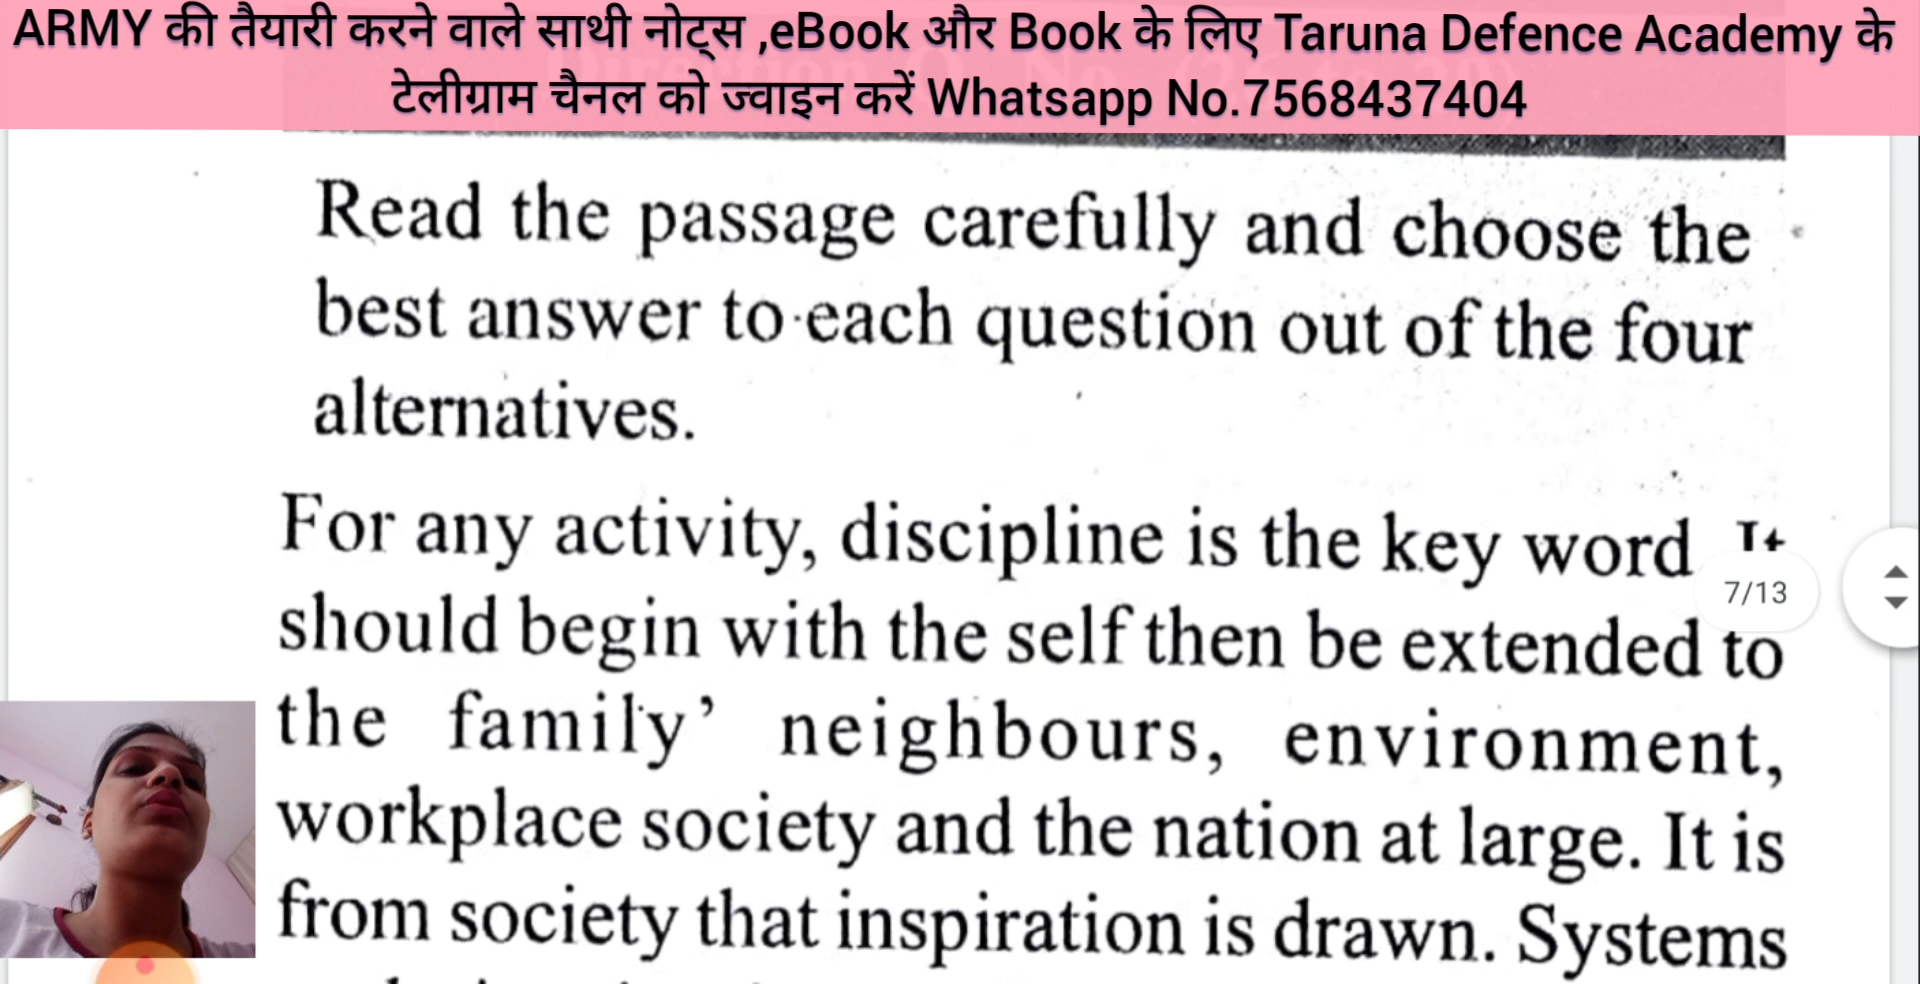 ARMY की तैयारी करने वाले साथी नोट्स ,eBook और Book के लिए Taruna Defence Academy के
टेलीग्राम चैनल को ज्वाइन करें Whatsapp No.7568437404
Read the passage carefully and choose the
best answer to each question out of the four
alternatives.
For any activity, discipline is the key word It
should begin with the self then be extended to
7/13
the family’ neighbours, environment,
workplace society and the nation at large. It is
from society that inspiration is drawn. Systems